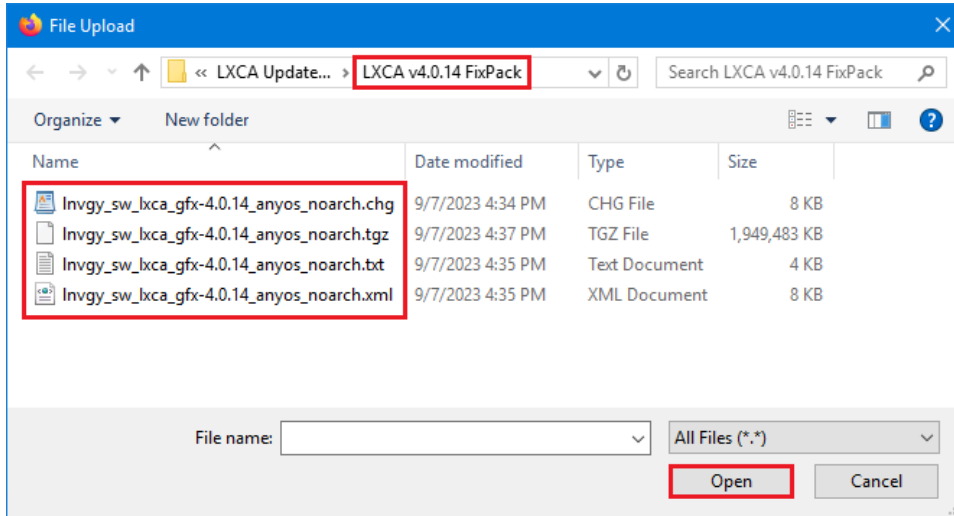 File Upload
« LXCA Update... › LXCA v4.0.14 FixPack
Search LXCA v4.0.14 FixPack
Organize
New folder
Name Date modified Type Size
lnvgy_sw_lxca_gfx-4.0.14_anyos_noarch.chg 9/7/2023 4:34 PM CHG File 8 KB
lnvgy_sw_lxca_gfx-4.0.14_anyos_noarch.tgz 9/7/2023 4:37 PM TGZ File 1,949,483 KB
lnvgy_sw_lxca_gfx-4.0.14_anyos_noarch.txt 9/7/2023 4:35 PM Text Document 4 KB
lnvgy_sw_lxca_gfx-4.0.14_anyos_noarch.xml 9/7/2023 4:35 PM XML Document 8 KB
File name:
All Files (*.*)
Open
Cancel